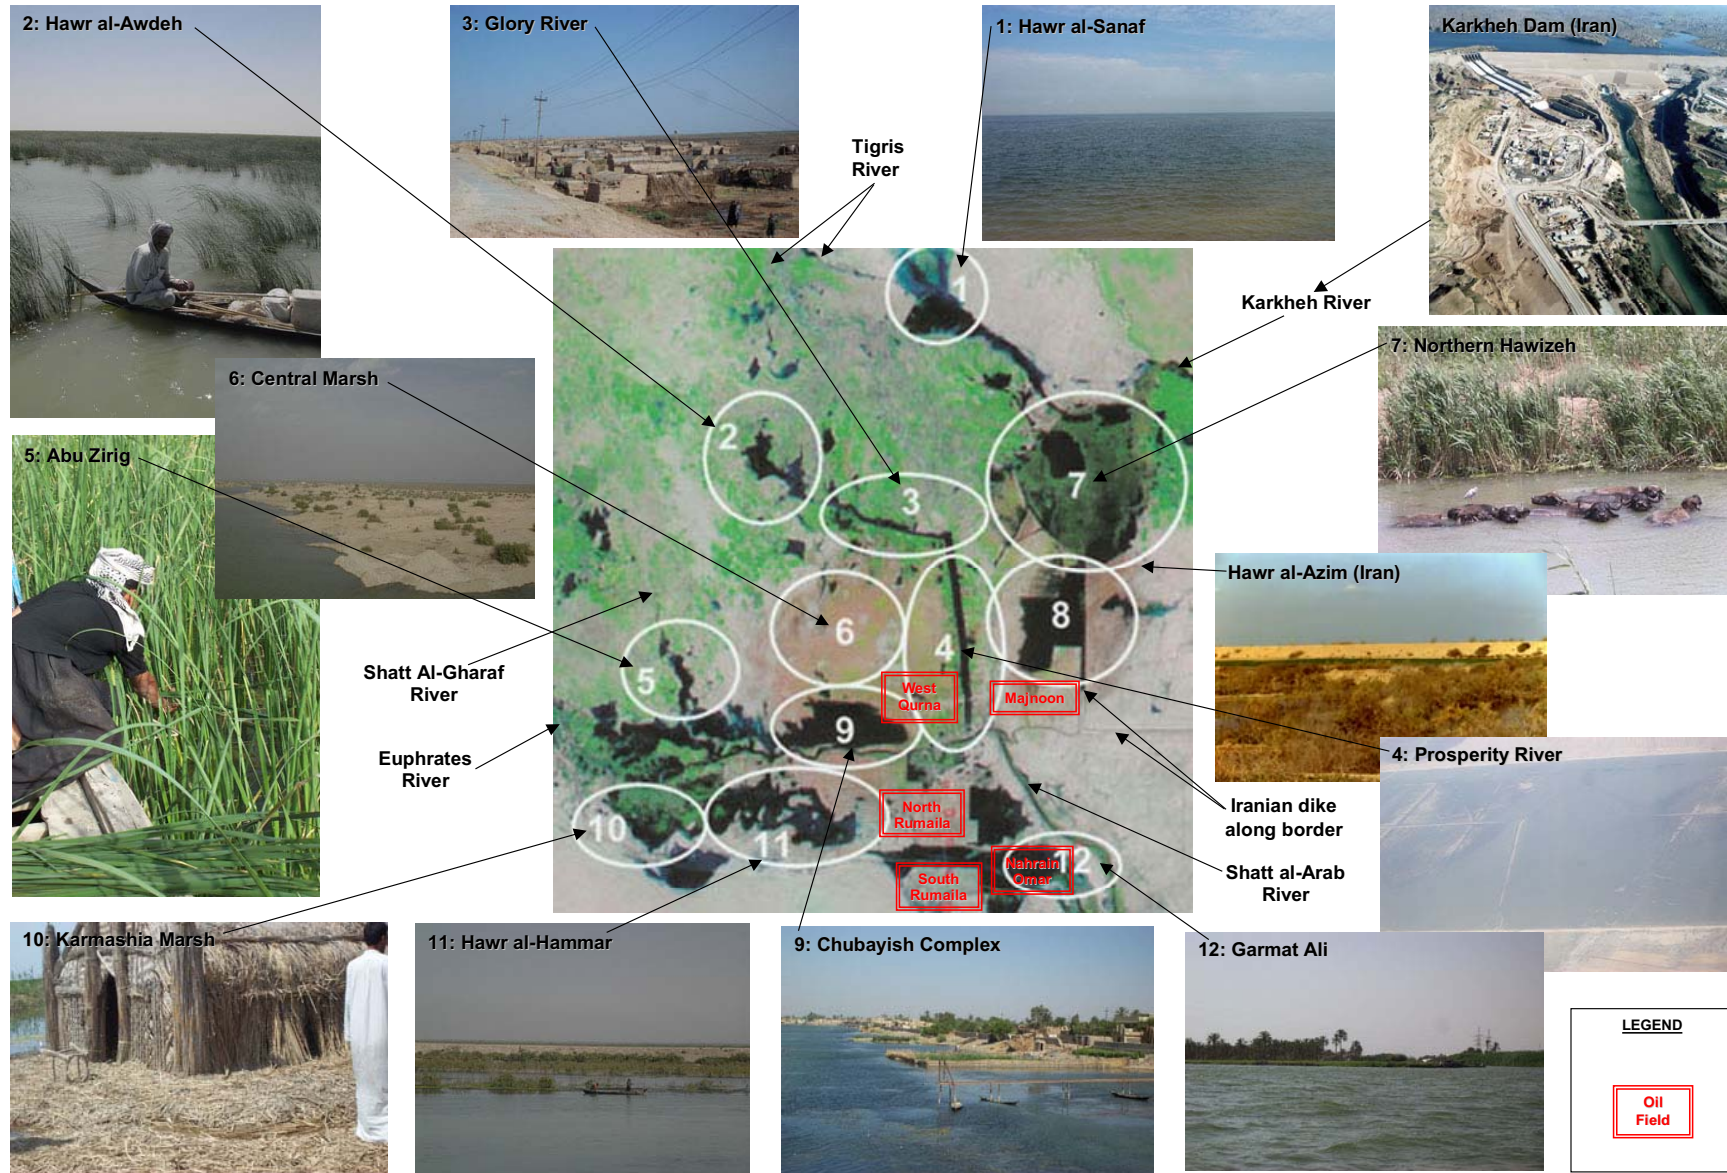 2: Hawr al-Awdeh
3: Glory River
1: Hawr al-Sanaf
Karkheh Dam (Iran)
Tigris
River
Karkheh River
7: Northern Hawizeh
6: Central Marsh
5: Abu Zirig
Hawr al-Azim (Iran)
Shatt Al-Gharaf
River
Euphrates
River
4: Prosperity River
Iranian dike
along border
Shatt al-Arab
River
1
2
3
7
8
6
4
5
West
Qurna
Majnoon
9
North
Rumaila
10
11
South
Rumaila
Nahrain
Omar
12
10: Karmashia Marsh
11: Hawr al-Hammar
9: Chubayish Complex
12: Garmat Ali
LEGEND
Oil
Field